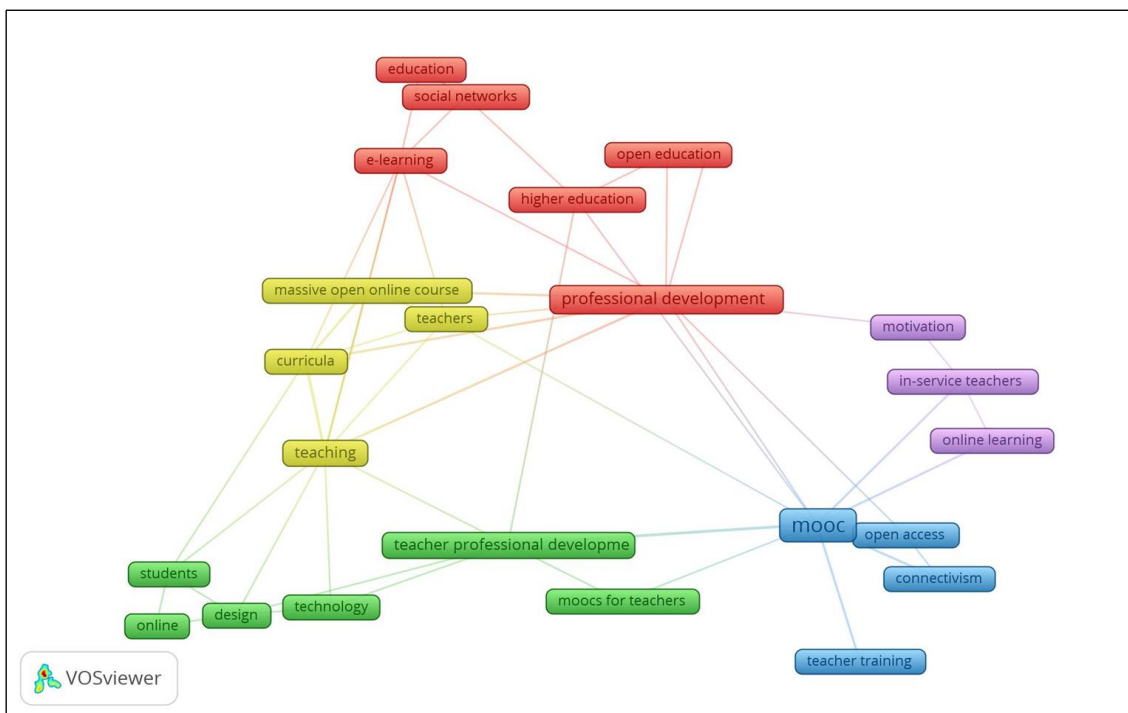 education
social networks
e-learning
open education
higher education
massive open online course
professional development
teachers
motivation
curricula
in-service teachers
online learning
teaching
mooc
open access
teacher professional developme
connectivism
students
moocs for teachers
technology
design
online
teacher training
VOSviewer